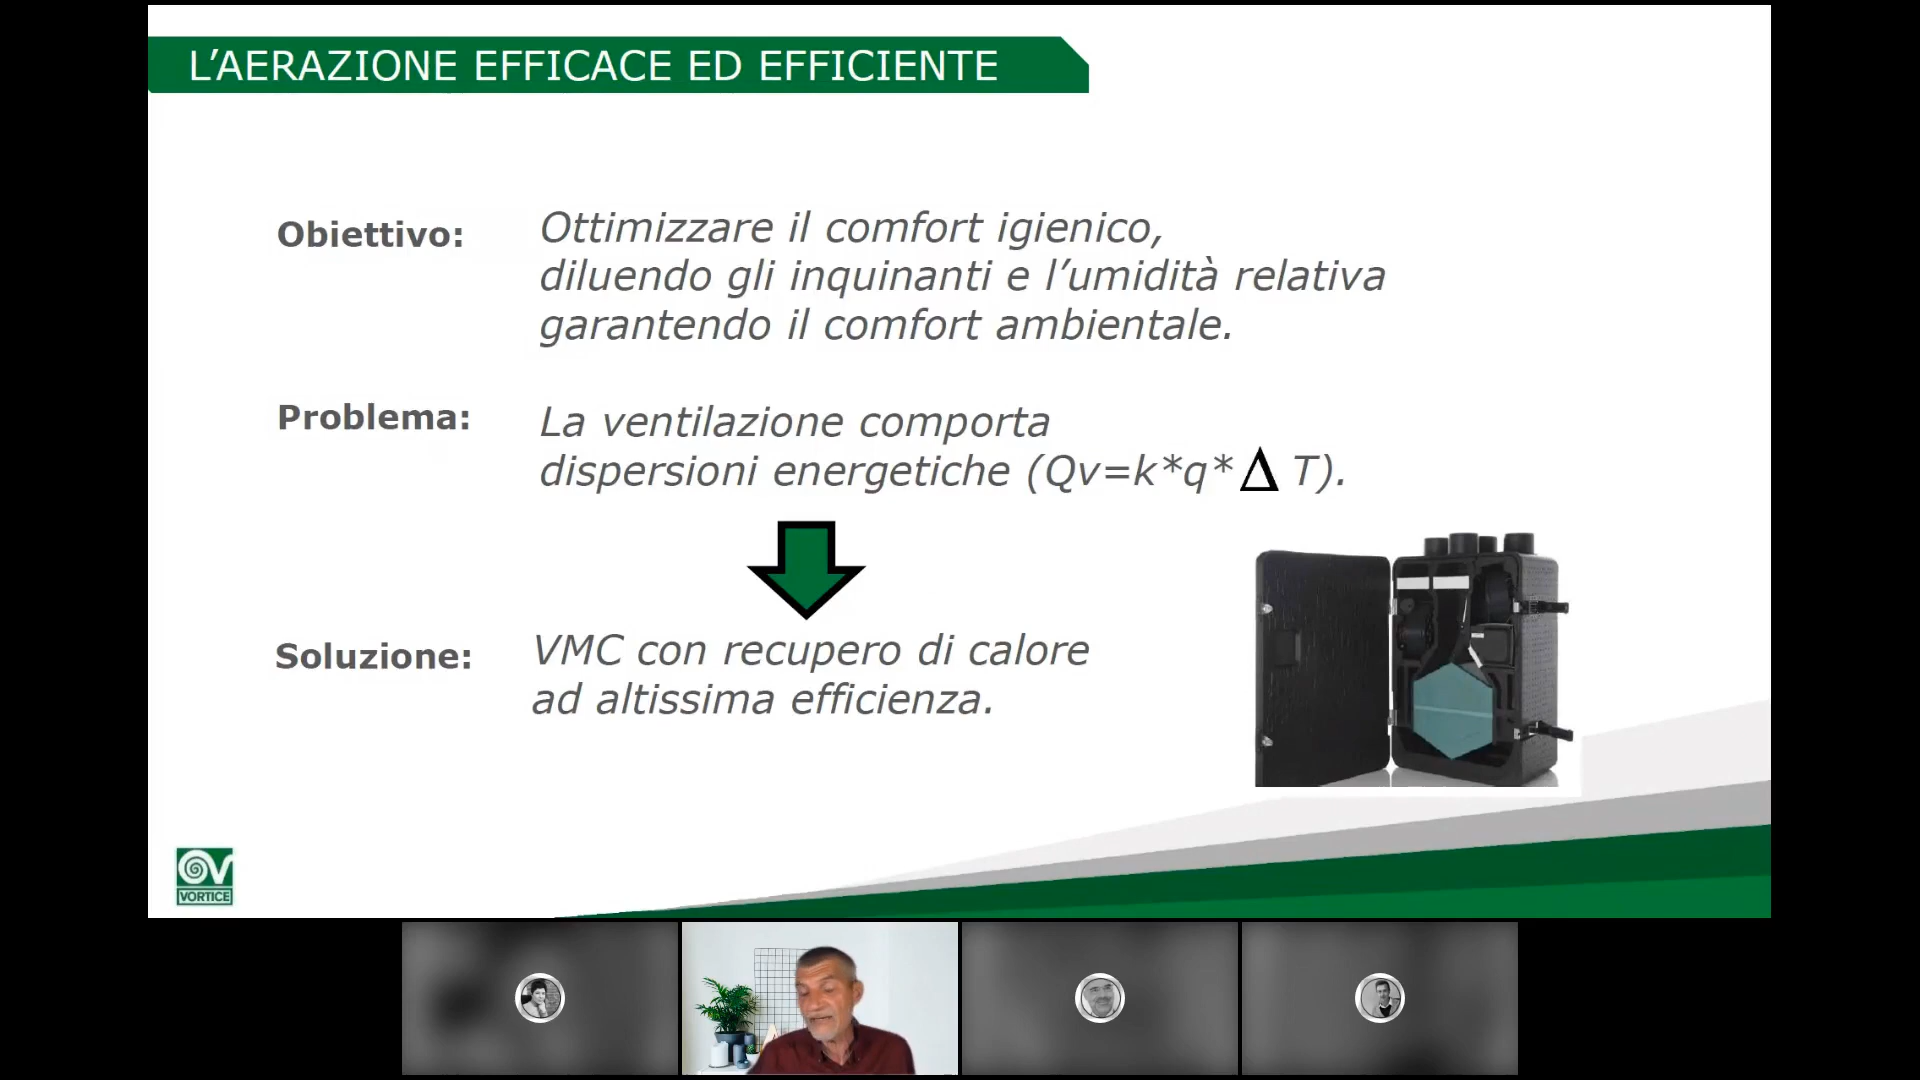 L’AERAZIONE EFFICACE ED EFFICIENTE
Obiettivo:
Ottimizzare il comfort igienico,
diluendo gli inquinanti e l’umidità relativa
garantendo il comfort ambientale.
Problema:
La ventilazione comporta
dispersioni energetiche (Qv=k*q*Δ T).
Soluzione:
VMC con recupero di calore
ad altissima efficienza.
VORTICE